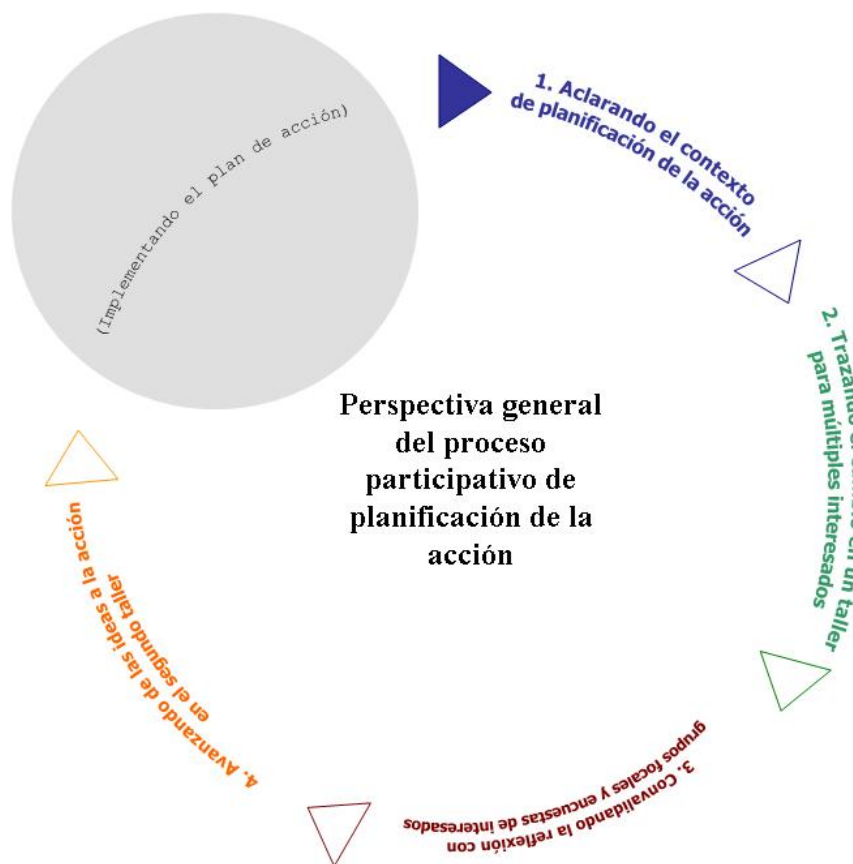 1. Aclarando el contexto
de planificación de la acción
2. Trazando en un taller
para múltiples interesados
3. Convalidando la reflexión con
grupos focales y encuestas de interesados
4. Avanzando de las ideas a la acción
en el segundo taller
(Implementando el plan de acción)
Perspectiva general
del proceso
participativo de
planificación de la
acción